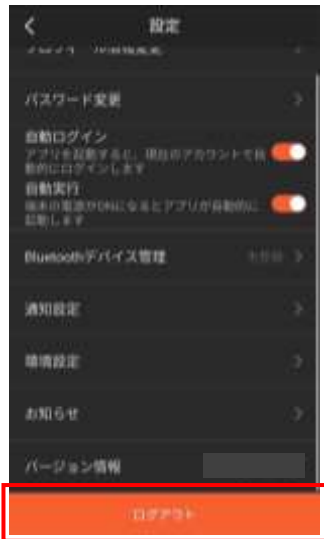 設定
パスワード変更
自動ログイン
アプリを起動すると、現在のアカウントで自
動的にログインします
自動実行
端末の電源がONになるとアプリが自動的に
起動します
Bluetoothデバイス管理
通知設定
環境設定
お知らせ
バージョン情報
ログアウト